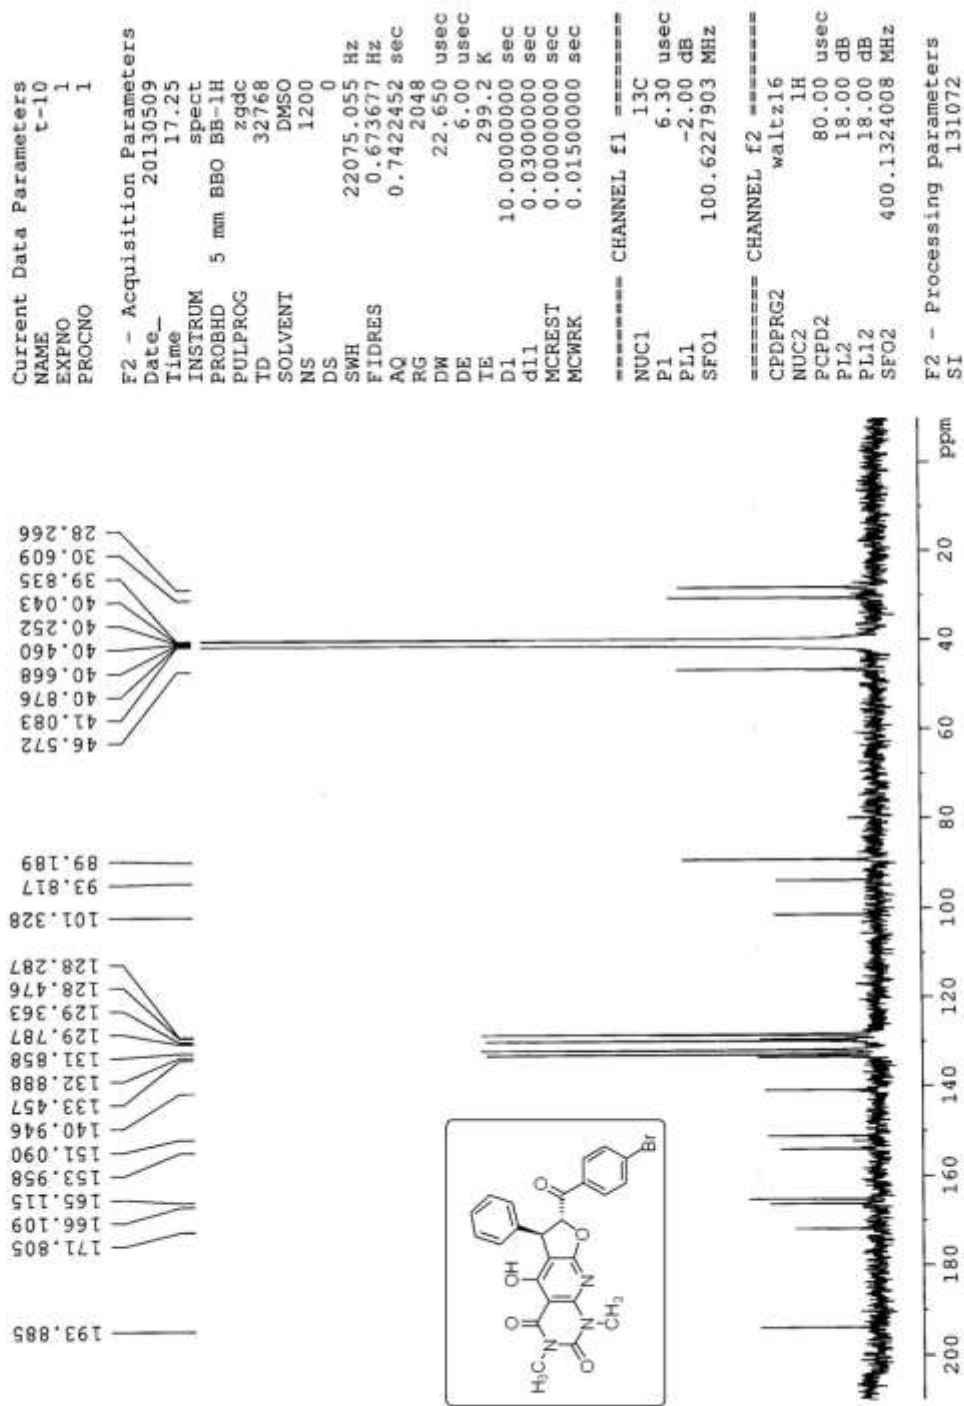 Current Data Parameters
NAME t-10
EXPNO 1
PROCNO 1
F2 - Acquisition Parameters
Date_ 20130509
Time 17.25
INSTRUM spect
PROBHD 5 mm BBO BB-1H
PULPROG zgdc
TD 32768
SOLVENT DMSO
NS 1200
DS 0
SWH 22075.055 Hz
FIDRES 0.673677 Hz
AQ 0.7422452 sec
RG 2048
DW 22.650 usec
DE 6.00 usec
TE 299.2 K
D1 10.00000000 sec
d11 0.03000000 sec
MCREST 0.00000000 sec
MCWRK 0.01500000 sec
======== CHANNEL f1 ========
NUC1 13C
P1 6.30 usec
PL1 -2.00 dB
SFO1 100.6227903 MHz
======== CHANNEL f2 ========
CPDPRG2 waltz16
NUC2 1H
PCPD2 80.00 usec
PL2 18.00 dB
PL12 18.00 dB
SFO2 400.1324008 MHz
F2 - Processing parameters
SI 131072
193.885
171.805
166.109
165.115
153.958
151.090
140.946
133.457
132.888
131.858
129.787
129.363
128.476
128.287
101.328
93.817
89.189
46.572
41.083
40.876
40.668
40.460
40.252
40.043
39.835
30.609
28.266
O
OH
O
Br
O
N
N
CH3
H3C
N
O
200 180 160 140 120 100 80 60 40 20 ppm